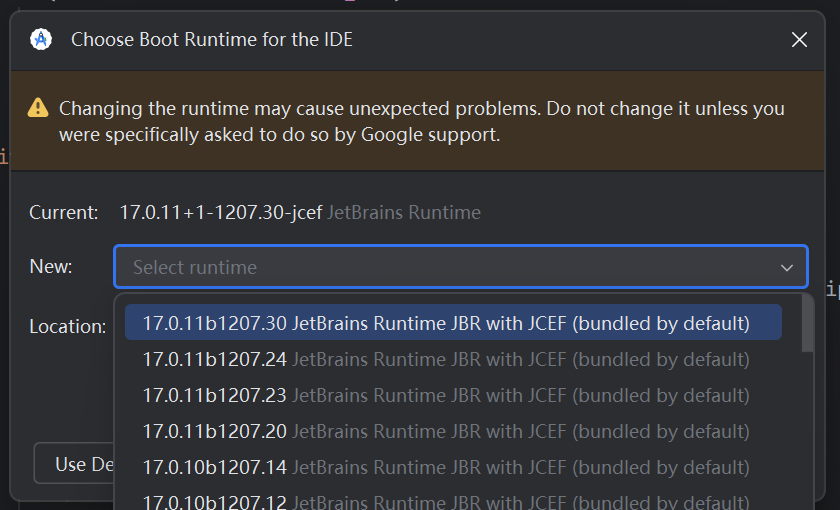 Choose Boot Runtime for the IDE
Changing the runtime may cause unexpected problems. Do not change it unless you
were specifically asked to do so by Google support.
Current: 17.0.11+1-1207.30-jcef JetBrains Runtime
New: Select runtime
Location:
17.0.11b1207.30 JetBrains Runtime JBR with JCEF (bundled by default)
17.0.11b1207.24 JetBrains Runtime JBR with JCEF (bundled by default)
17.0.11b1207.23 JetBrains Runtime JBR with JCEF (bundled by default)
17.0.11b1207.20 JetBrains Runtime JBR with JCEF (bundled by default)
17.0.10b1207.14 JetBrains Runtime JBR with JCEF (bundled by default)
17.0.10b1207.12 JetBrains Runtime JBR with JCEF (bundled by default)
Use De